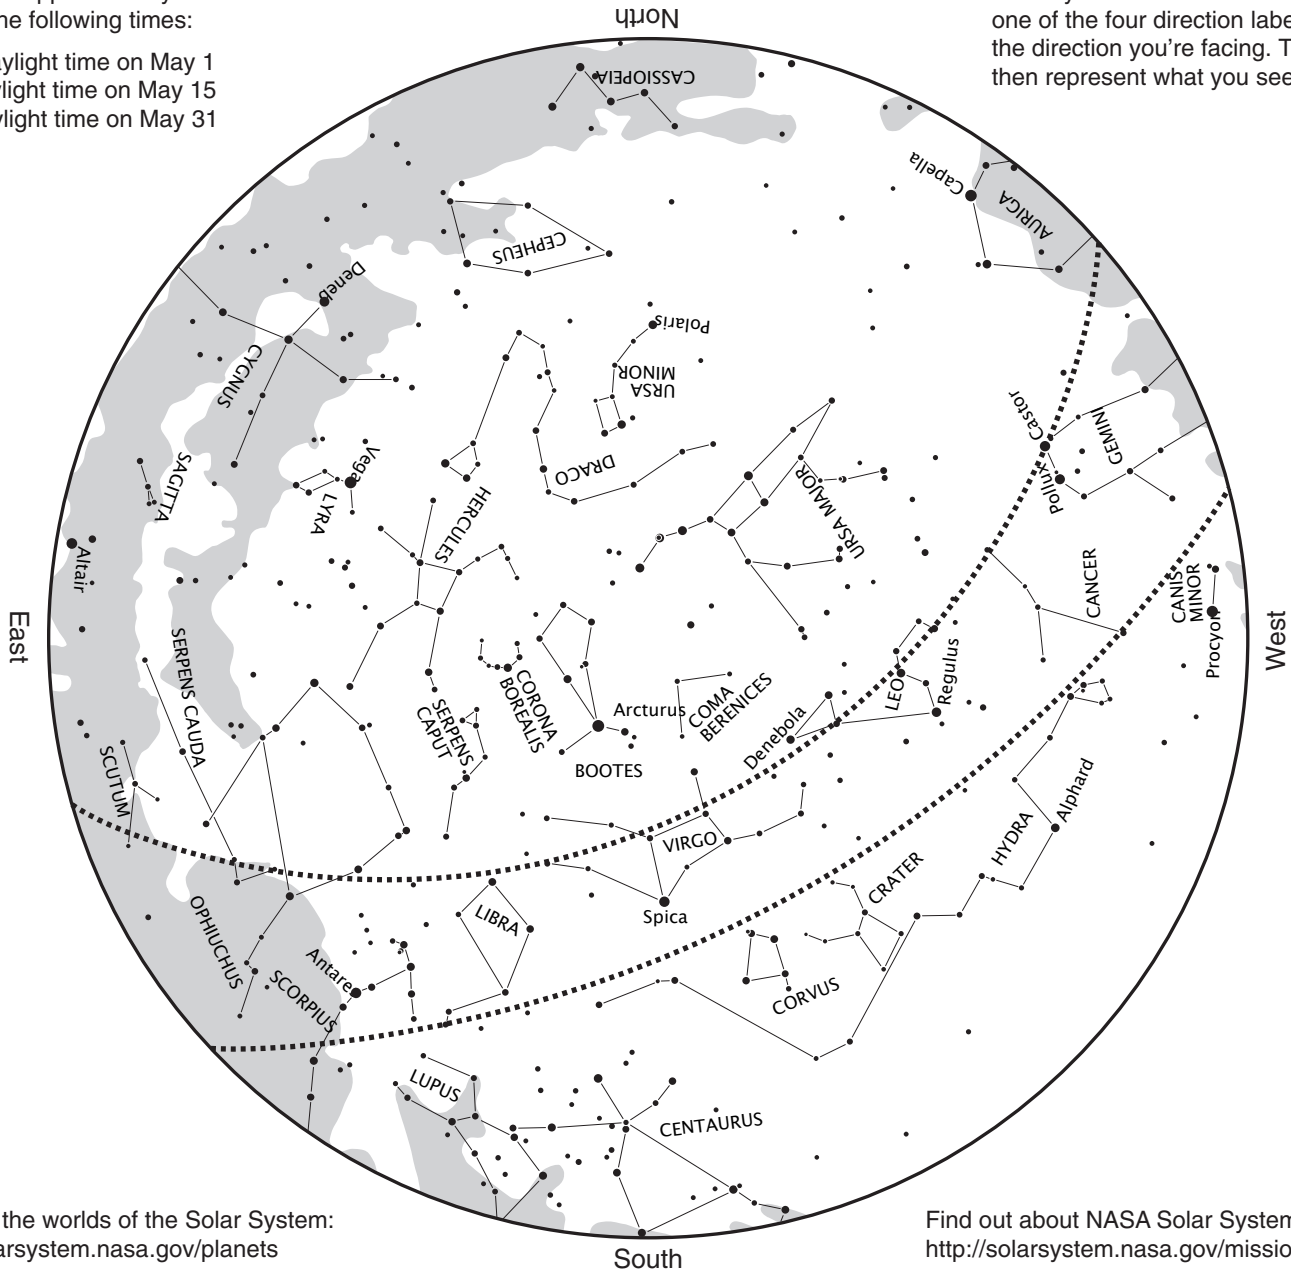 he following times:
ylight time on May 1
ylight time on May 15
ylight time on May 31
one of the four direction labe
the direction you're facing. T
then represent what you see
North
CASSIOPEIA
Capella
AURIGA
CEPHEUS
Deneb
CYGNUS
Polaris
URSA
MINOR
Castor
GEMINI
Pollux
DRACO
URSA MAJOR
HERCULES
Vega
LYRA
SAGITTA
Altair
East
West
CANCER
CANIS
MINOR
Procyon
SERPENS CAUDA
CORONA
BOREALIS
SERPENS
CAPUT
Arcturus
BOOTES
COMA
BERENICES
Denebola
LEO
Regulus
SCUTUM
VIRGO
Spica
HYDRA
Alphard
CRATER
CORVUS
LIBRA
OPHIUCHUS
SCORPIUS
Antares
LUPUS
CENTAURUS
South
the worlds of the Solar System:
arsystem.nasa.gov/planets
Find out about NASA Solar System
http://solarsystem.nasa.gov/missio